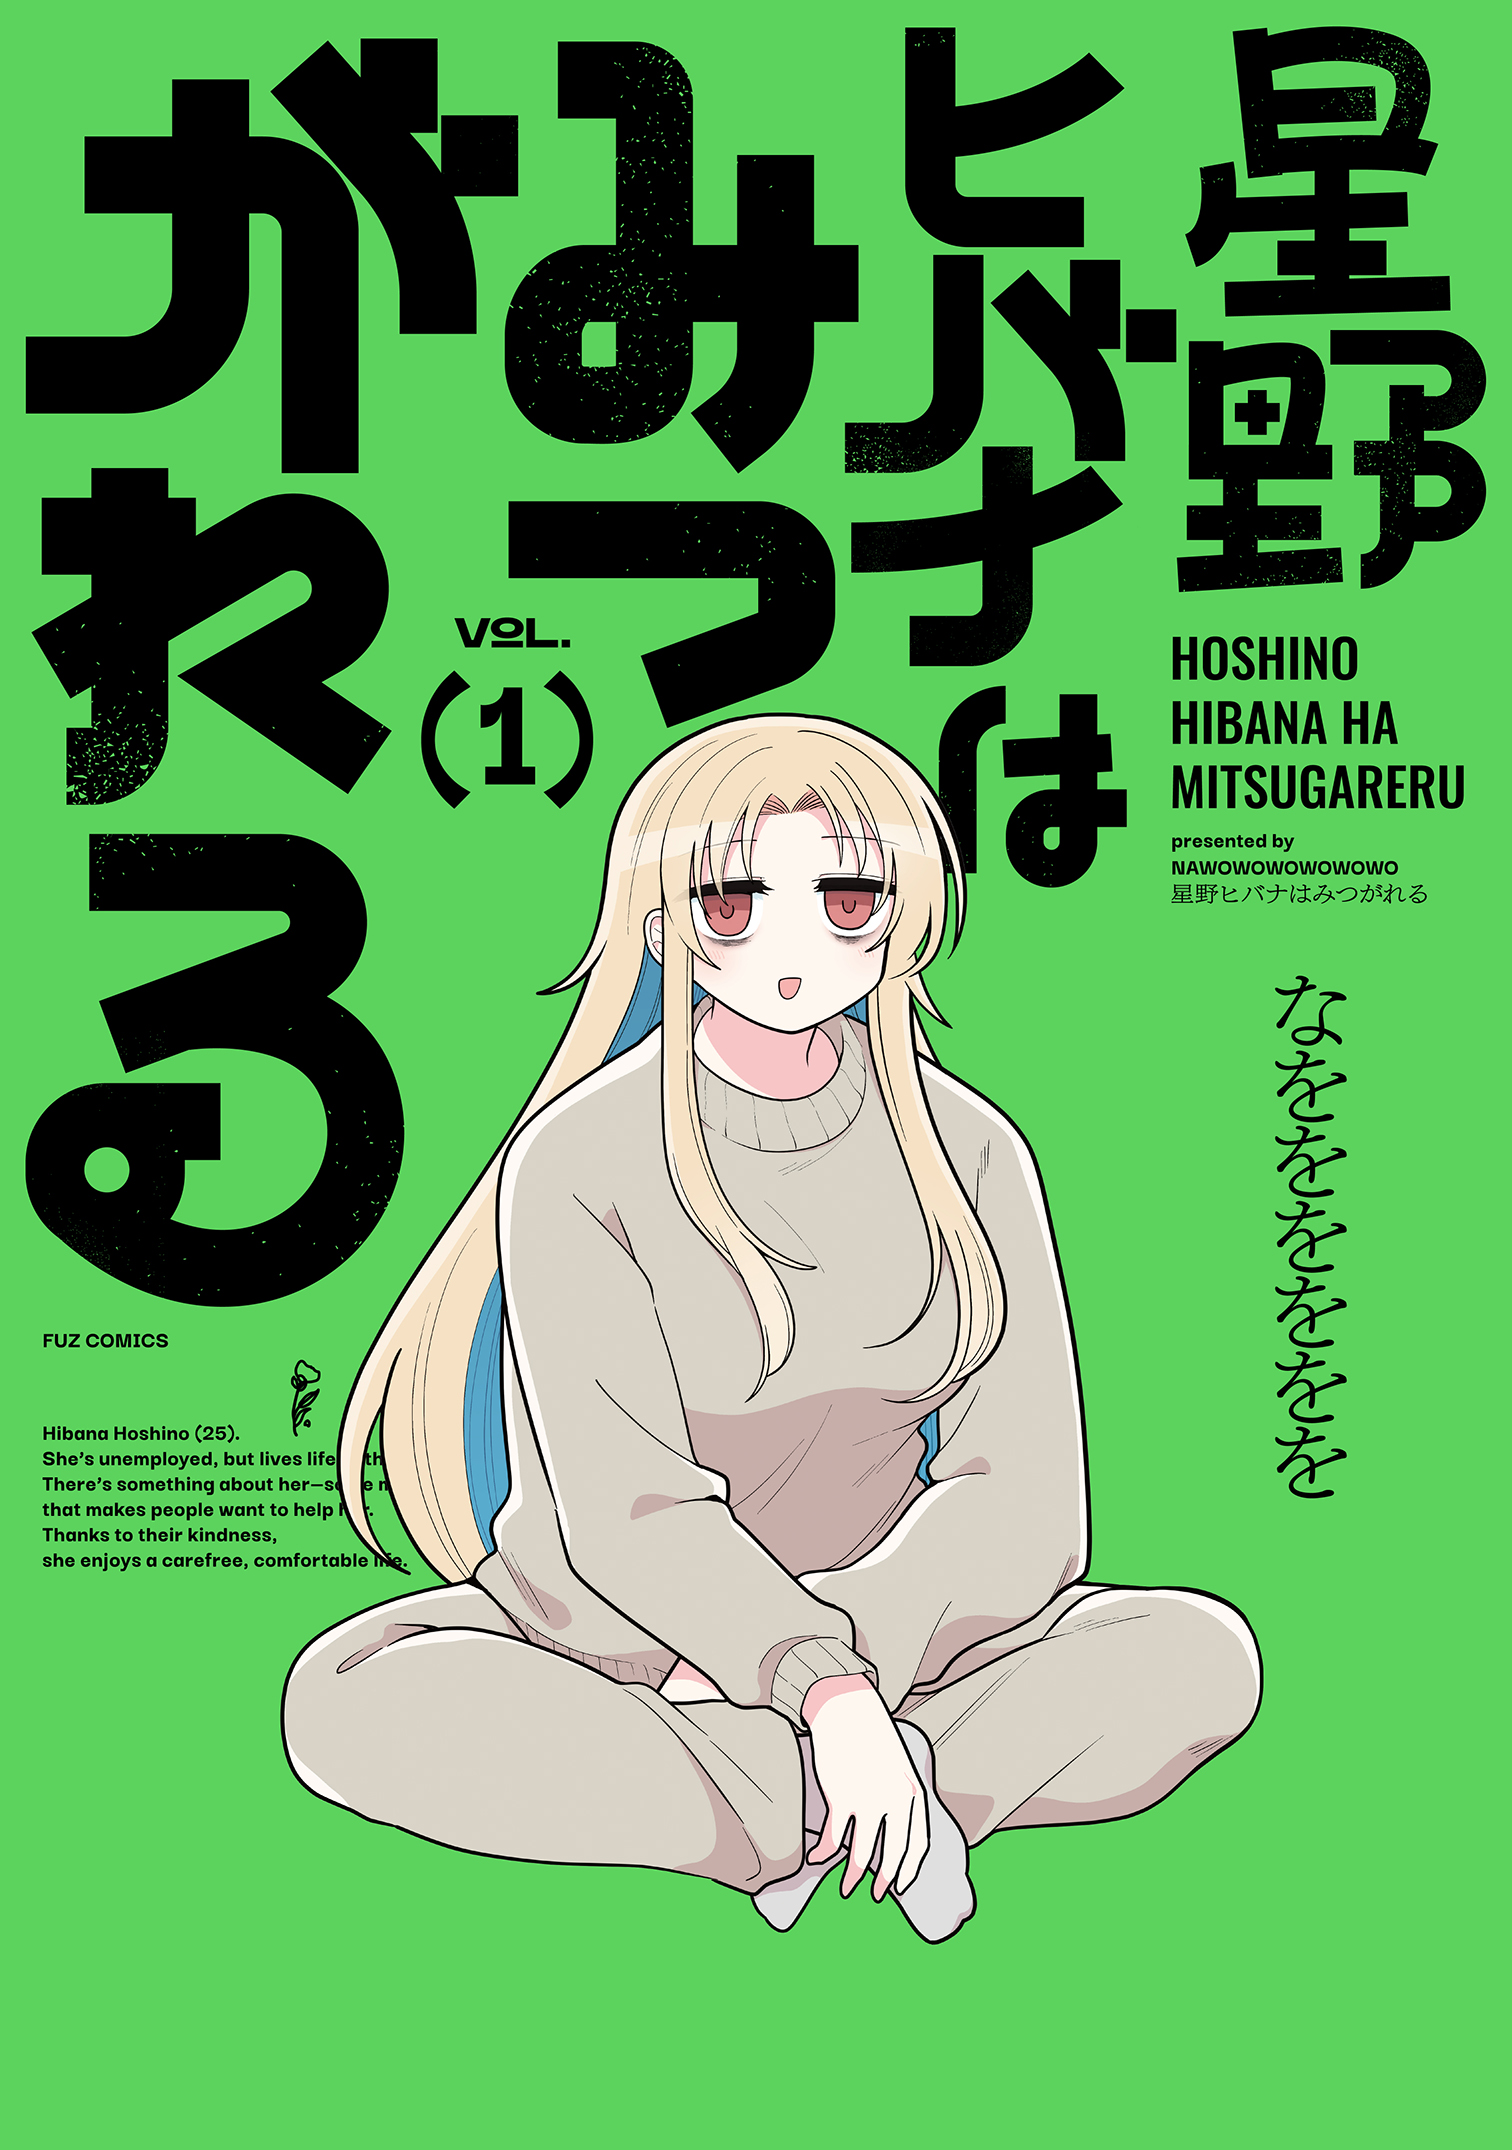 星野
ヒバナは
みつ
がれる
VOL.
(1)
HOSHINO
HIBANA HA
MITSUGARERU
presented by
NAWOWOWOWOWOWO
星野ヒバナはみつがれる
なをををををを
FUZ COMICS
Hibana Hoshino (25).
She's unemployed, but lives life
There's something about her—
that makes people want to help
Thanks to their kindness,
she enjoys a carefree, comfortable life.